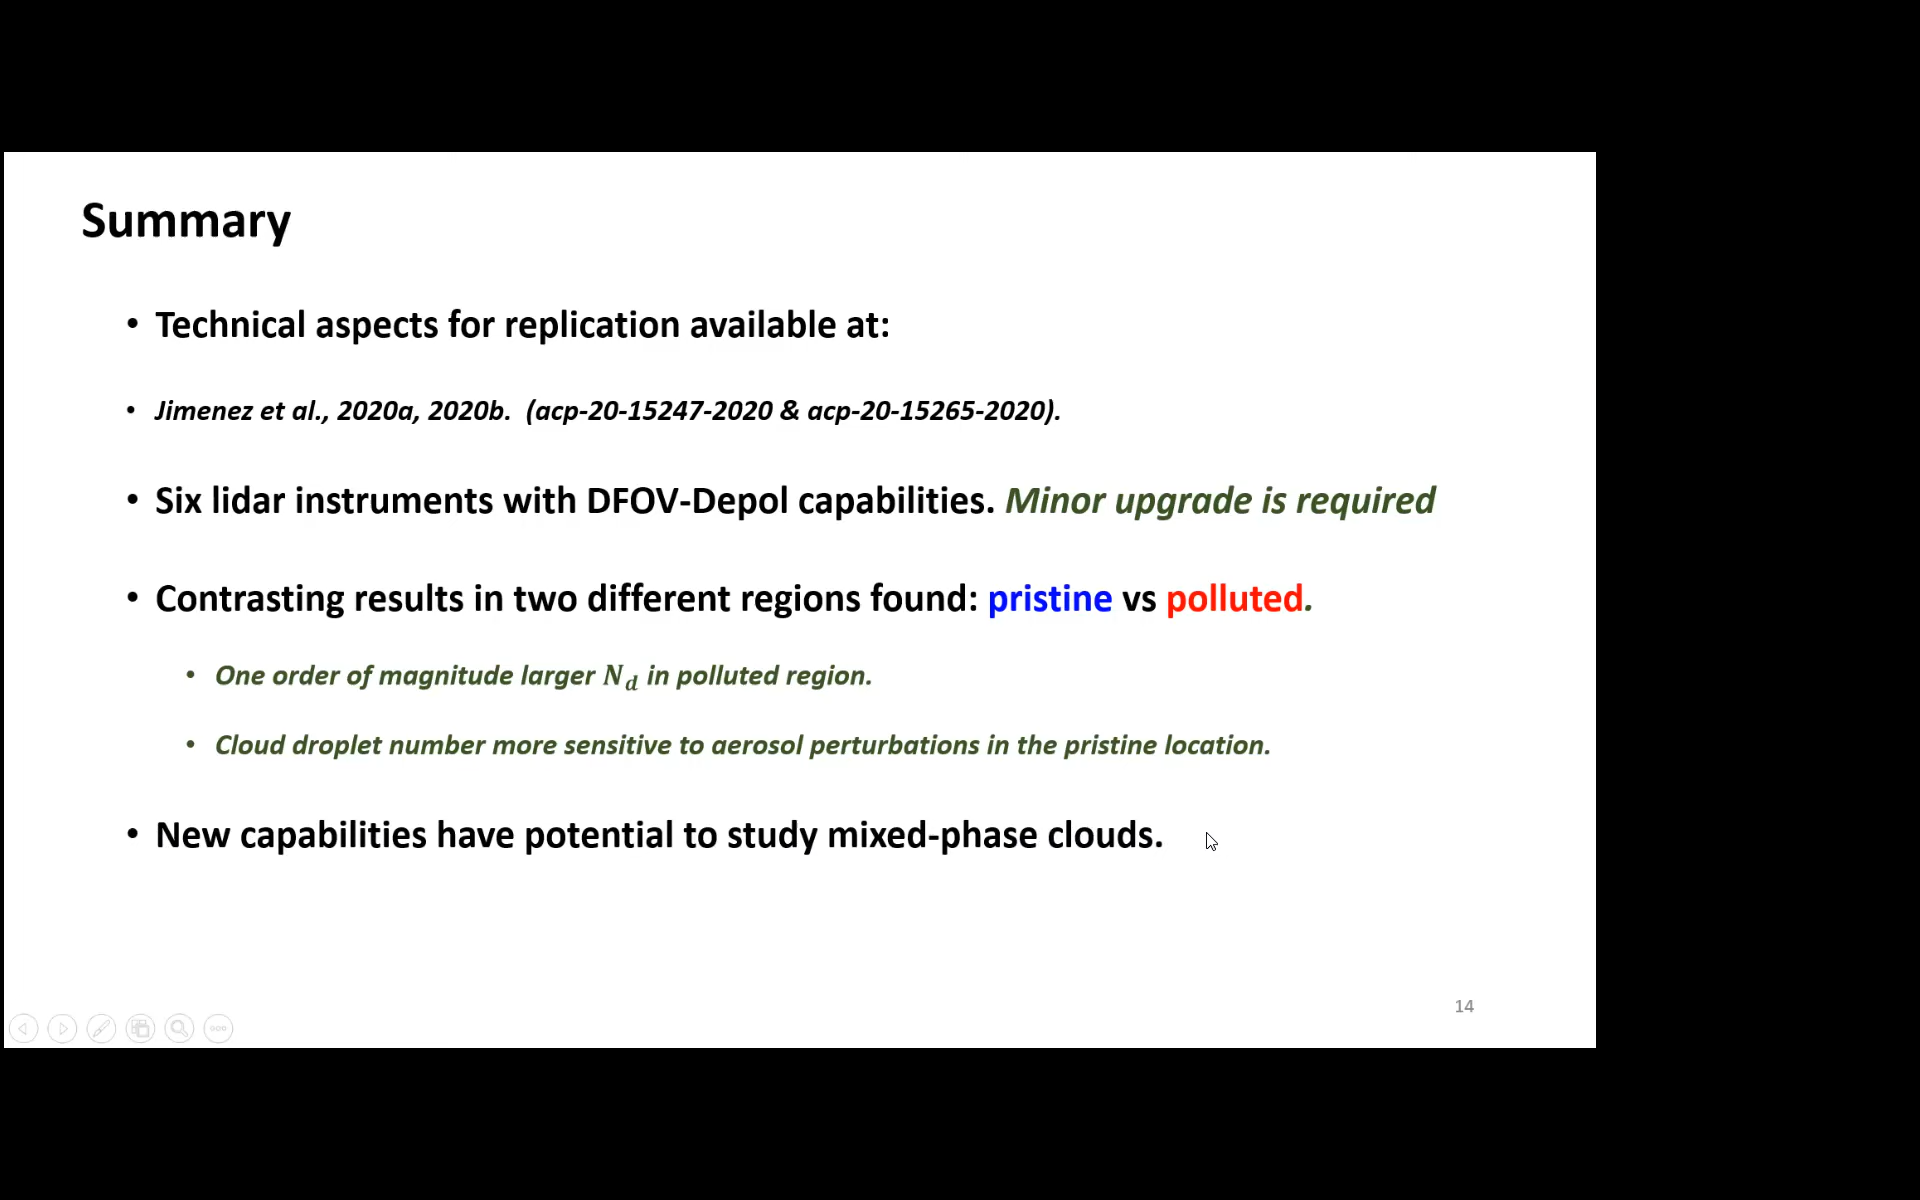 Summary
• Technical aspects for replication available at:
• Jimenez et al., 2020a, 2020b. (acp-20-15247-2020 & acp-20-15265-2020).
• Six lidar instruments with DFOV-Depol capabilities. Minor upgrade is required
• Contrasting results in two different regions found: pristine vs polluted.
• One order of magnitude larger N_d in polluted region.
• Cloud droplet number more sensitive to aerosol perturbations in the pristine location.
• New capabilities have potential to study mixed-phase clouds.
14